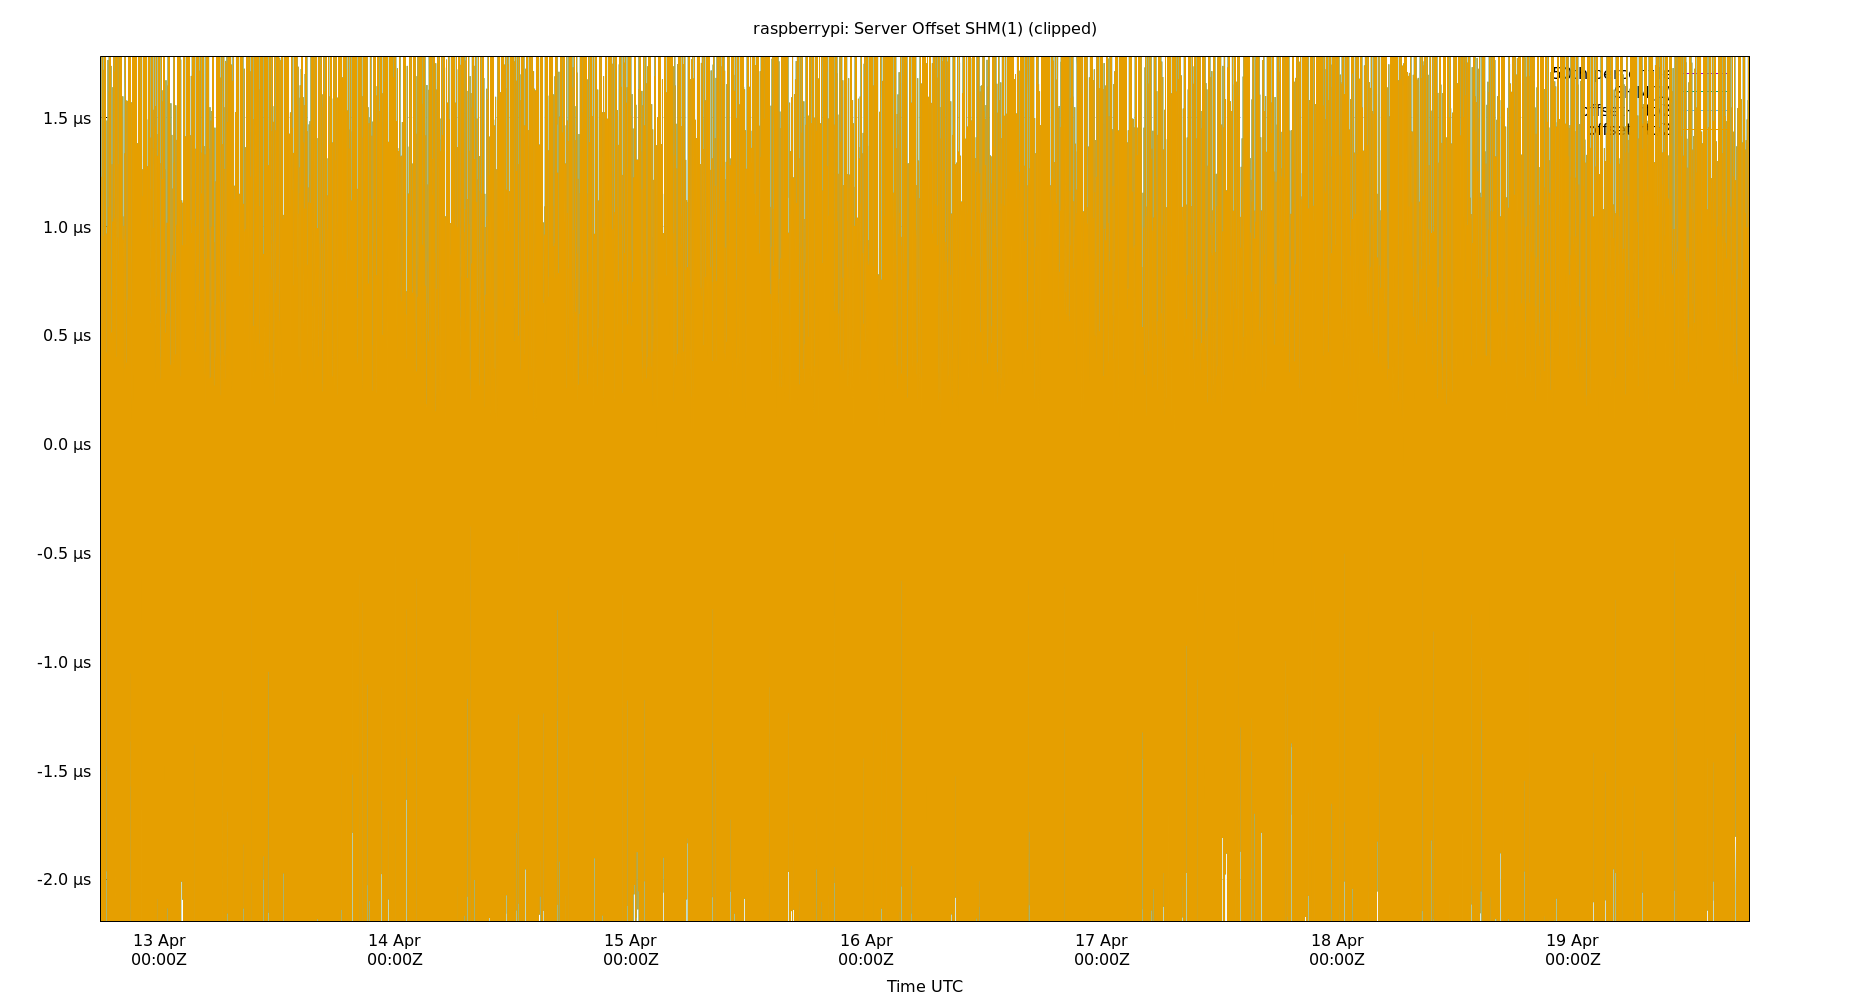 raspberrypi: Server Offset SHM(1) (clipped)
1.5 µs
1.0 µs
0.5 µs
0.0 µs
-0.5 µs
-1.0 µs
-1.5 µs
-2.0 µs
13 Apr 14 Apr 15 Apr 16 Apr 17 Apr 18 Apr 19 Apr
00:00Z 00:00Z 00:00Z 00:00Z 00:00Z 00:00Z 00:00Z
Time UTC